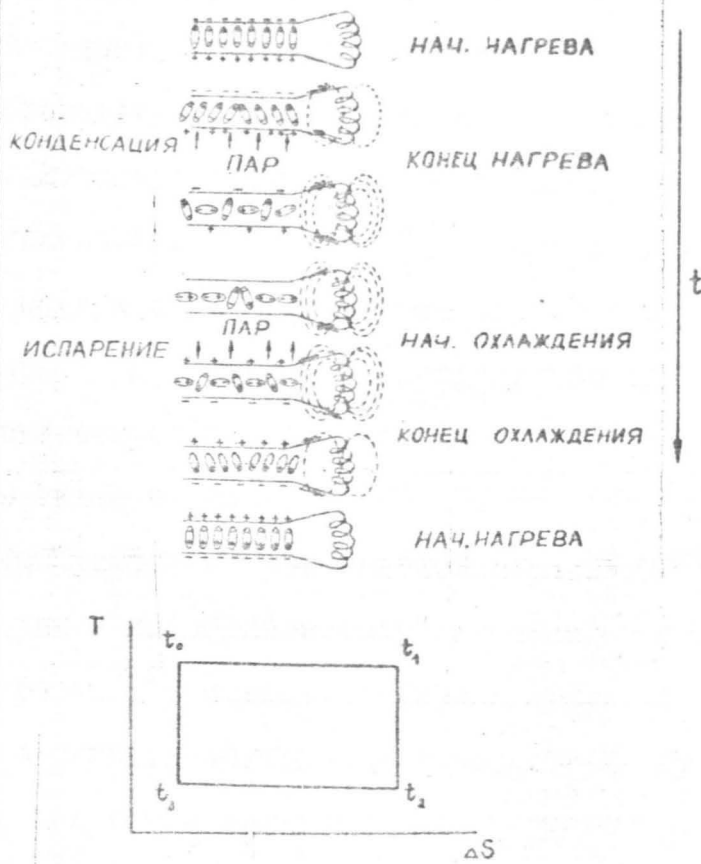 НАЧ. НАГРЕВА
КОНДЕНСАЦИЯ
ПАР
КОНЕЦ НАГРЕВА
t
ПАР
ИСПАРЕНИЕ
НАЧ. ОХЛАЖДЕНИЯ
КОНЕЦ ОХЛАЖДЕНИЯ
НАЧ. НАГРЕВА
T
t₀ t₁
t₃ t₂
ΔS